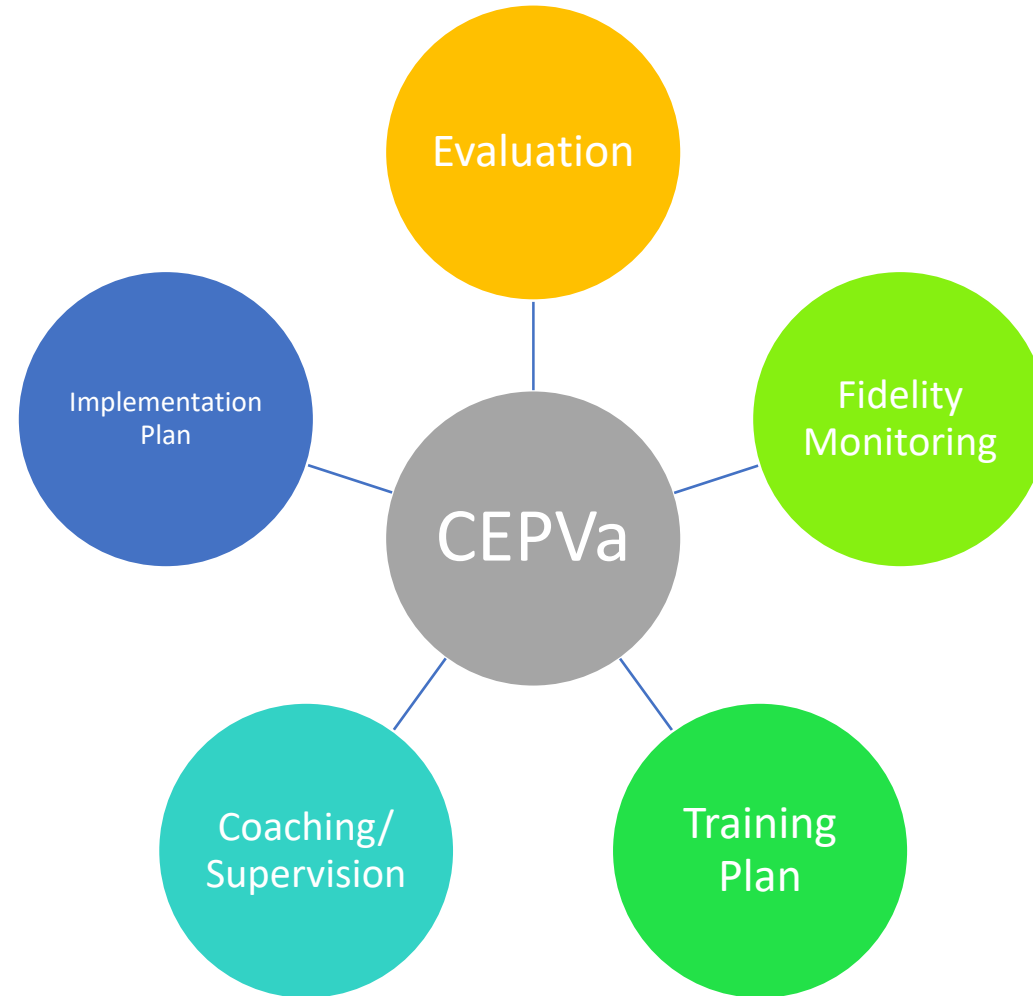 Evaluation
Fidelity
Monitoring
Implementation
Plan
CEPVa
Coaching/
Supervision
Training
Plan